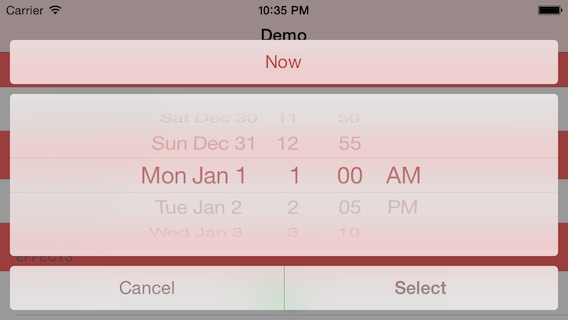 Carrier 10:35 PM
Demo
Now
Sat Dec 30 11 50
Sun Dec 31 12 55
Mon Jan 1 1 00 AM
Tue Jan 2 2 05 PM
Wed Jan 3 3 10
EFFECTS
Cancel Select